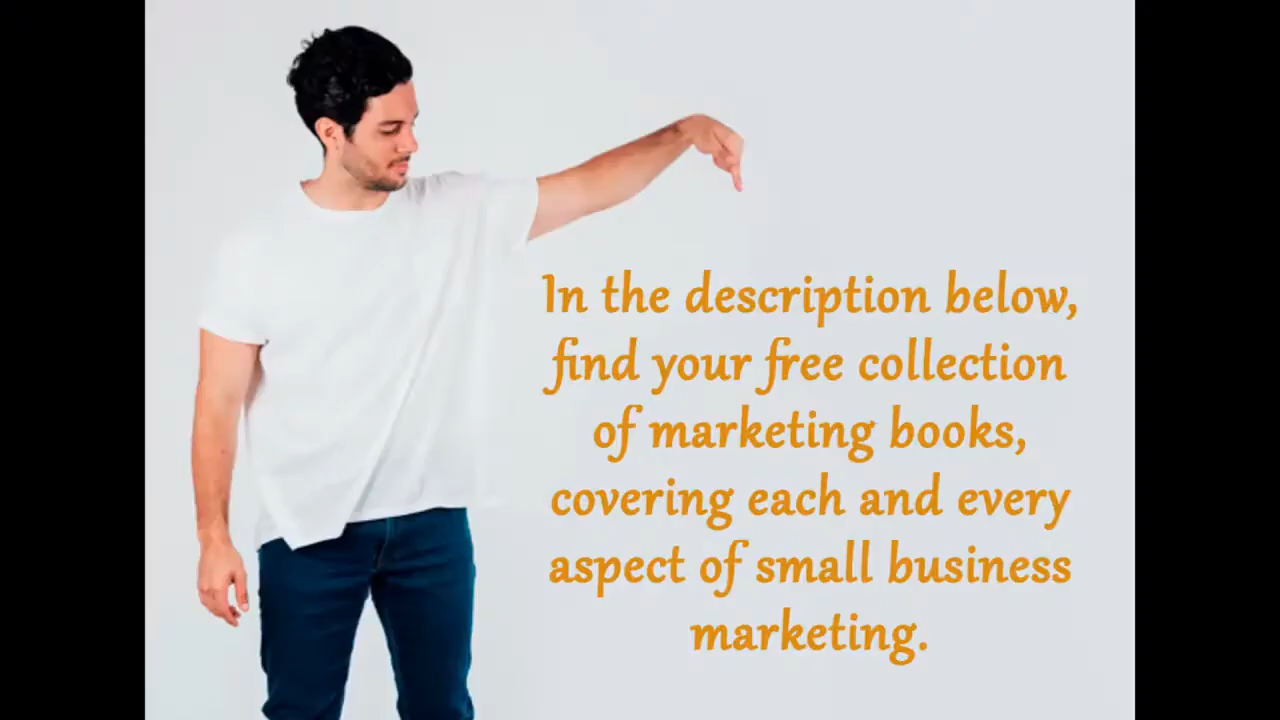 In the description below,
find your free collection
of marketing books,
covering each and every
aspect of small business
marketing.